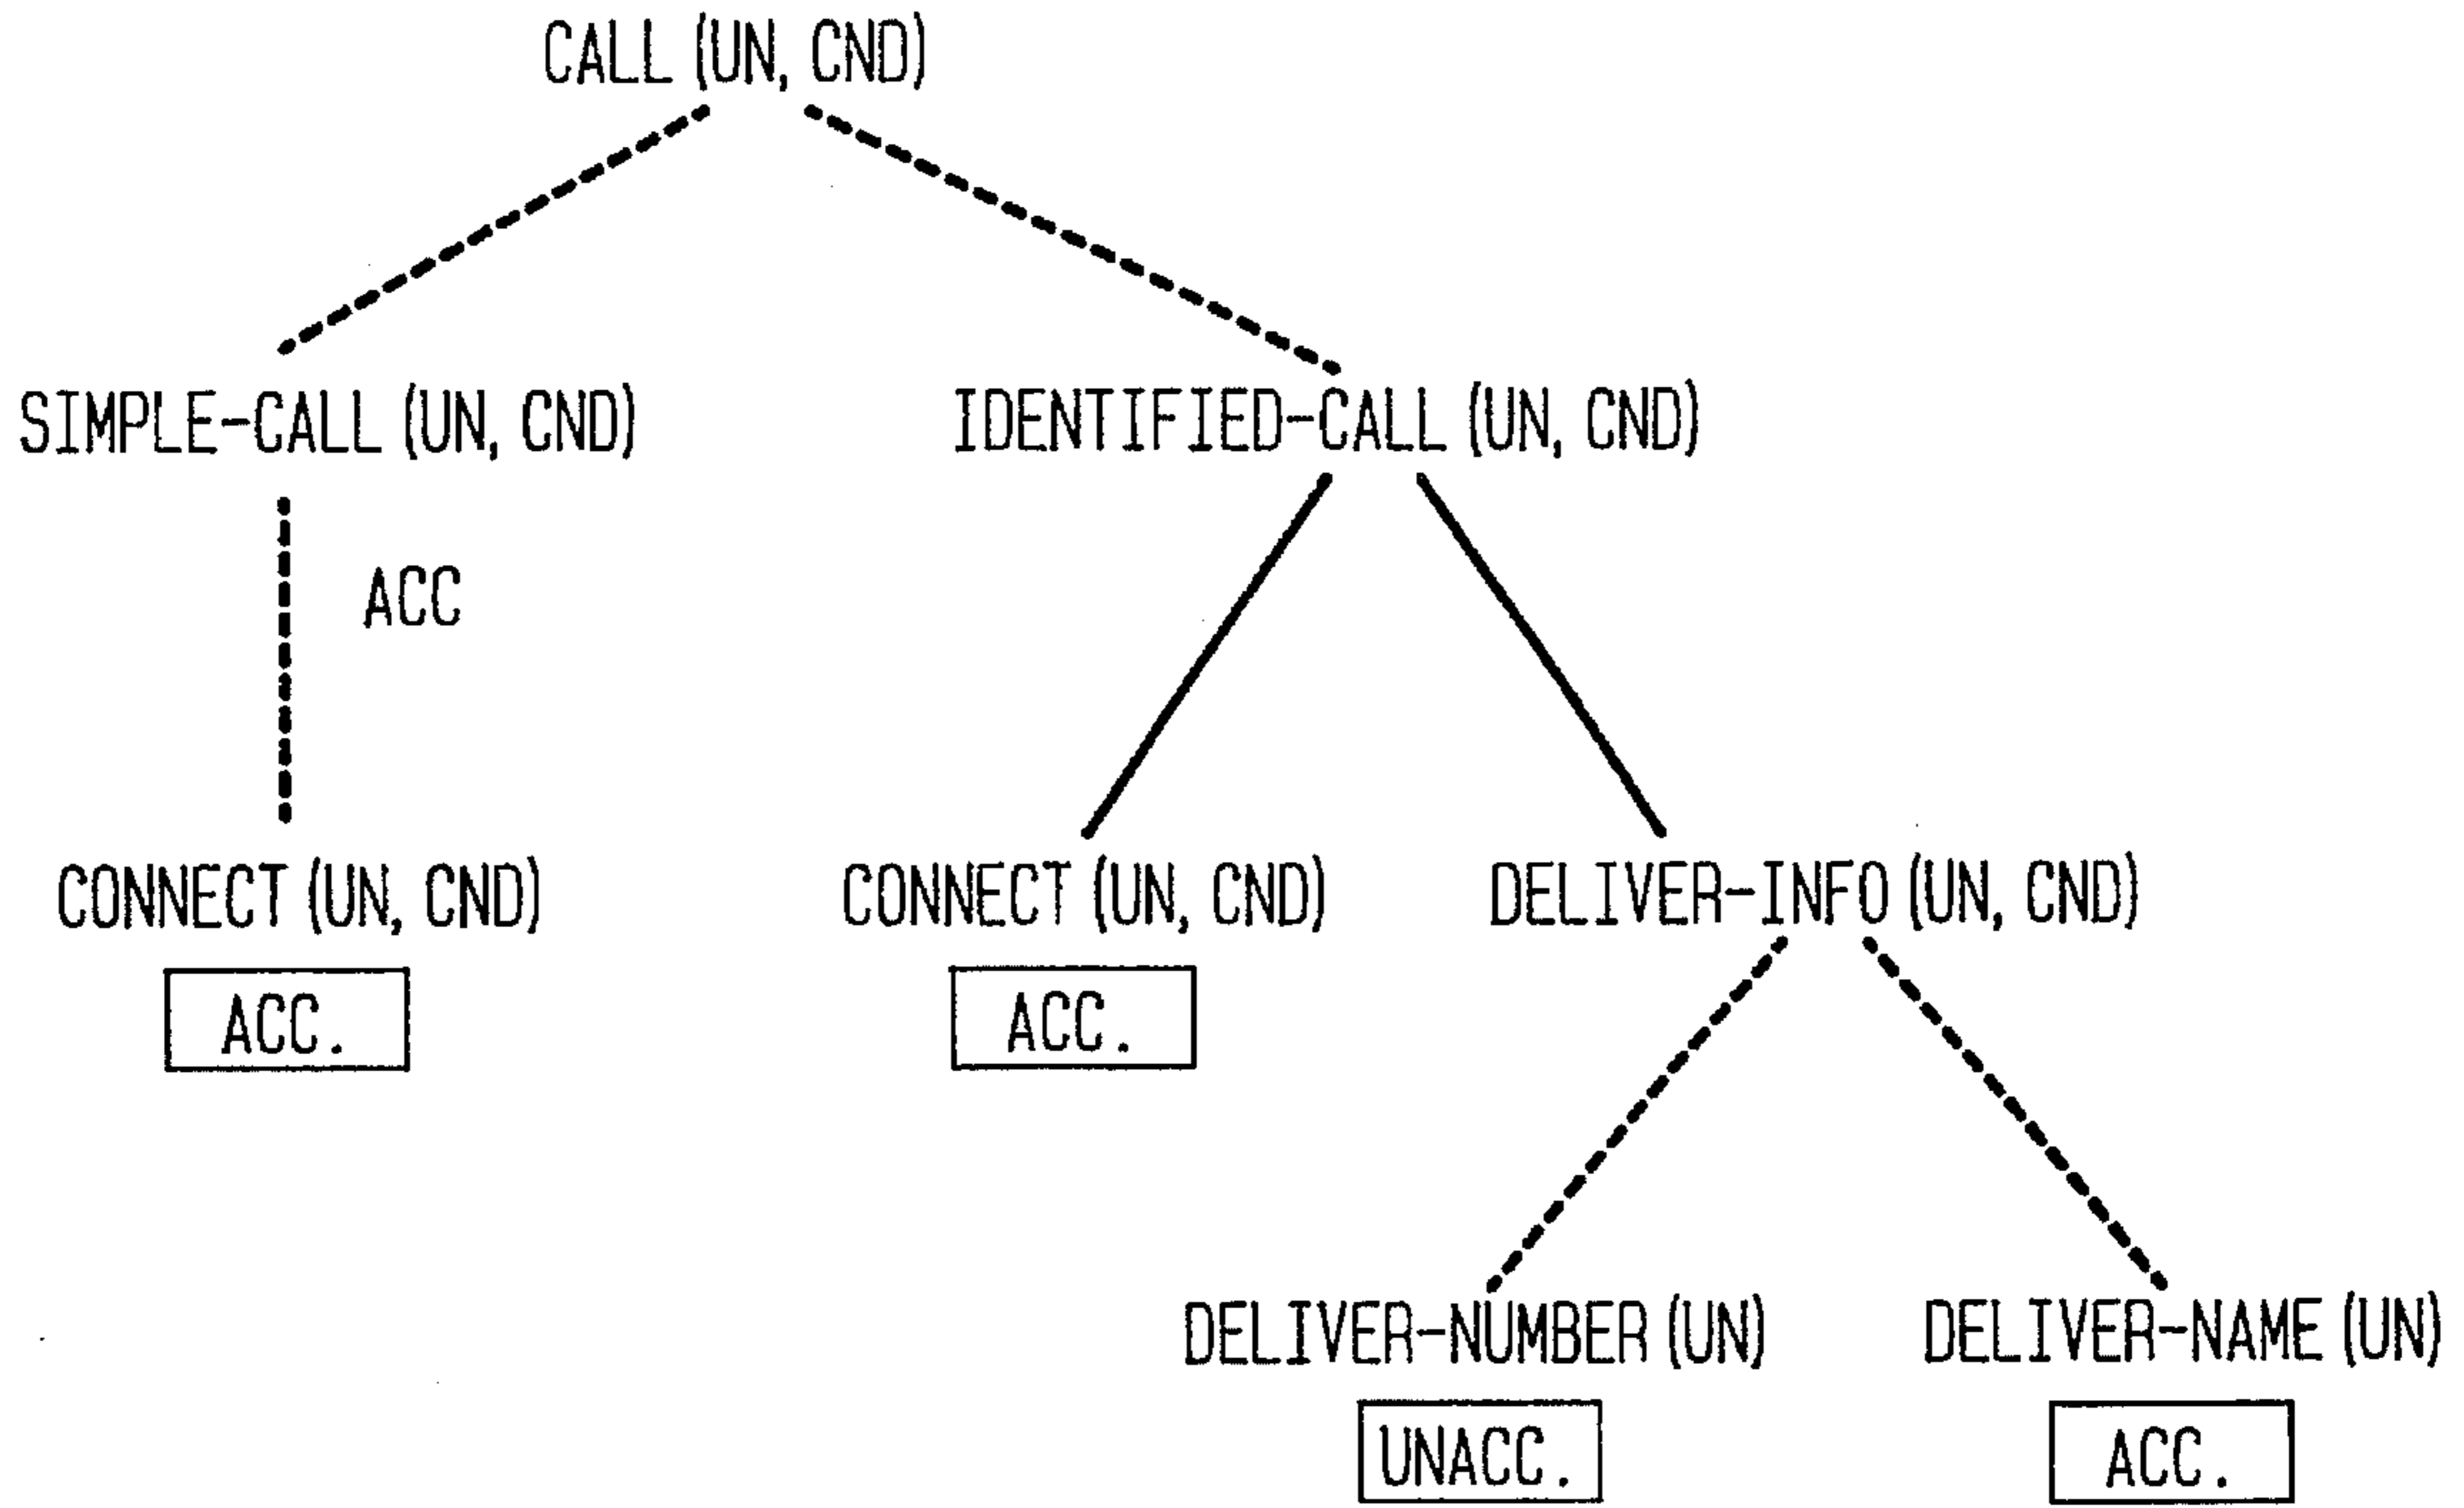 CALL (UN, CND)
SIMPLE-CALL (UN, CND)
IDENTIFIED-CALL (UN, CND)
ACC
CONNECT (UN, CND)
CONNECT (UN, CND)
DELIVER-INFO (UN, CND)
ACC.
ACC.
DELIVER-NUMBER (UN)
DELIVER-NAME (UN)
UNACC.
ACC.